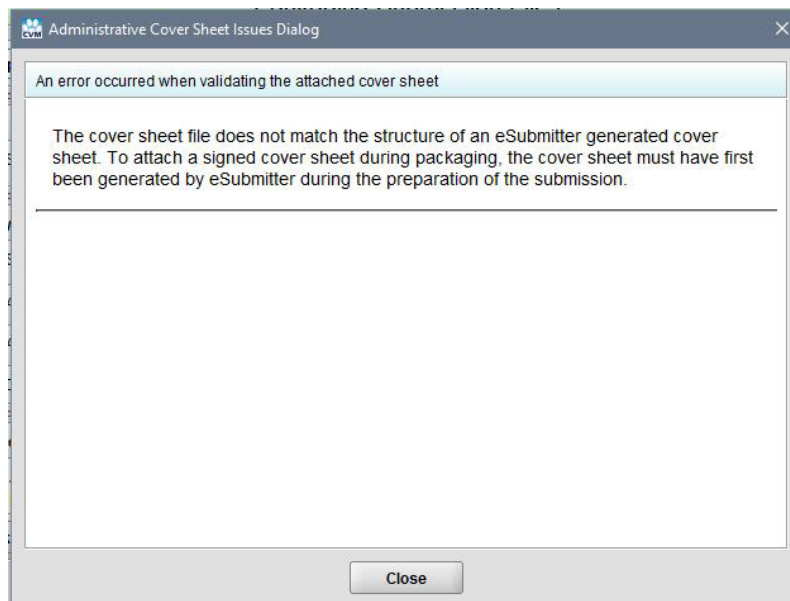 CVM
Administrative Cover Sheet Issues Dialog
An error occurred when validating the attached cover sheet
The cover sheet file does not match the structure of an eSubmitter generated cover
sheet. To attach a signed cover sheet during packaging, the cover sheet must have first
been generated by eSubmitter during the preparation of the submission.
Close